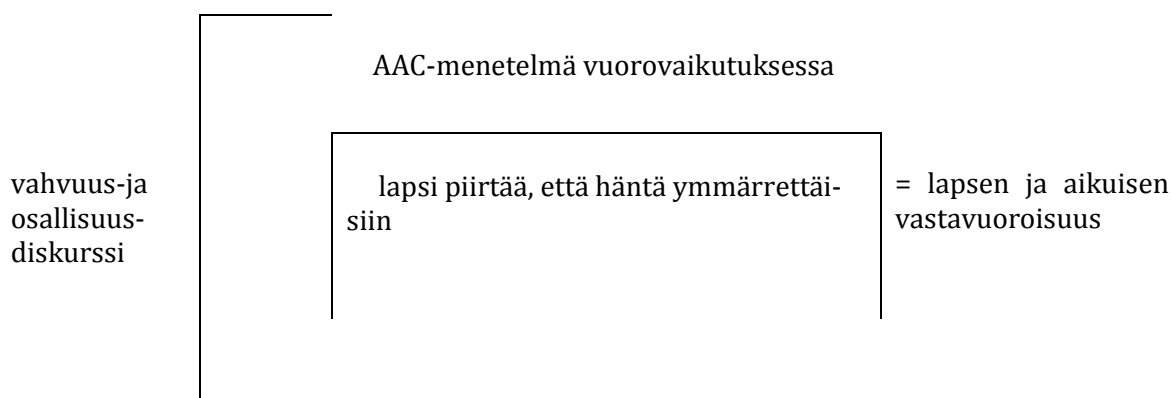 AAC-menetelmä vuorovaikutuksessa
vahvuus-ja
osallisuus-
diskurssi
lapsi piirtää, että häntä ymmärrettäi-
siin
= lapsen ja aikuisen
vastavuoroisuus